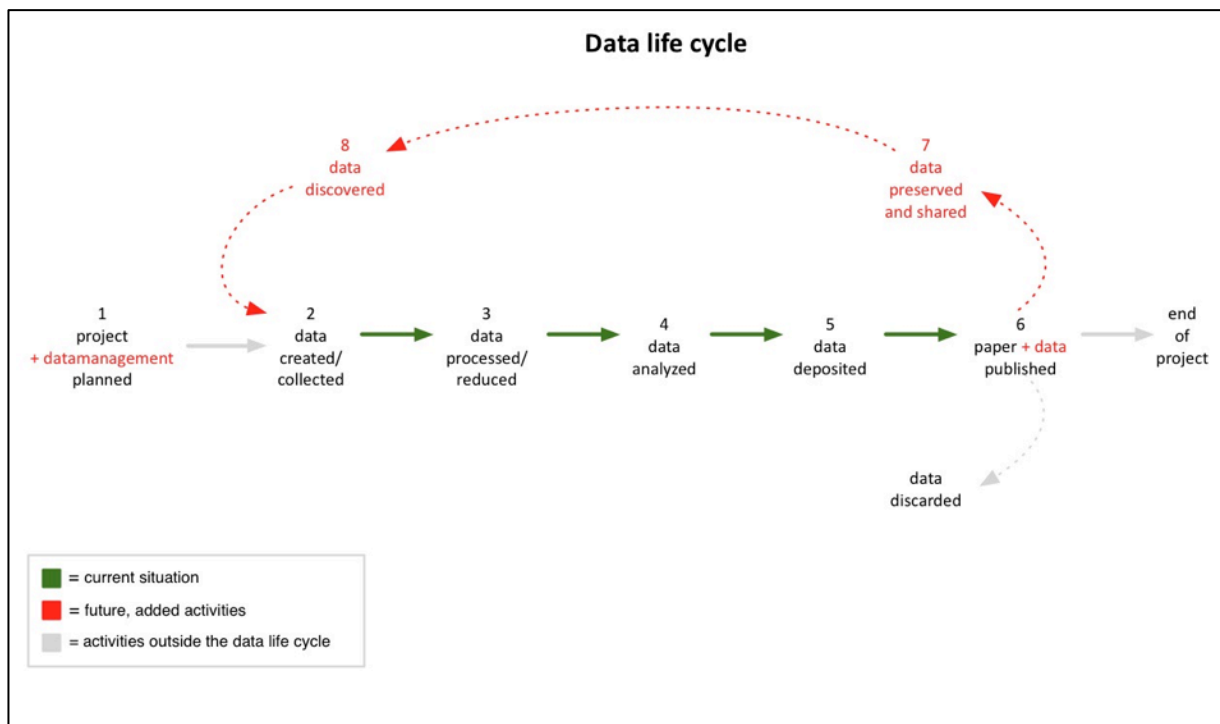 Data life cycle
8
data
discovered
7
data
preserved
and shared
1
project
+ datamanagement
planned
2
data
created/
collected
3
data
processed/
reduced
4
data
analyzed
5
data
deposited
6
paper + data
published
end
of
project
data
discarded
= current situation
= future, added activities
= activities outside the data life cycle